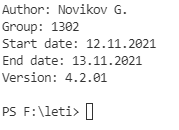 Author: Novikov G.
Group: 1302
Start date: 12.11.2021
End date: 13.11.2021
Version: 4.2.01
PS F:\leti>